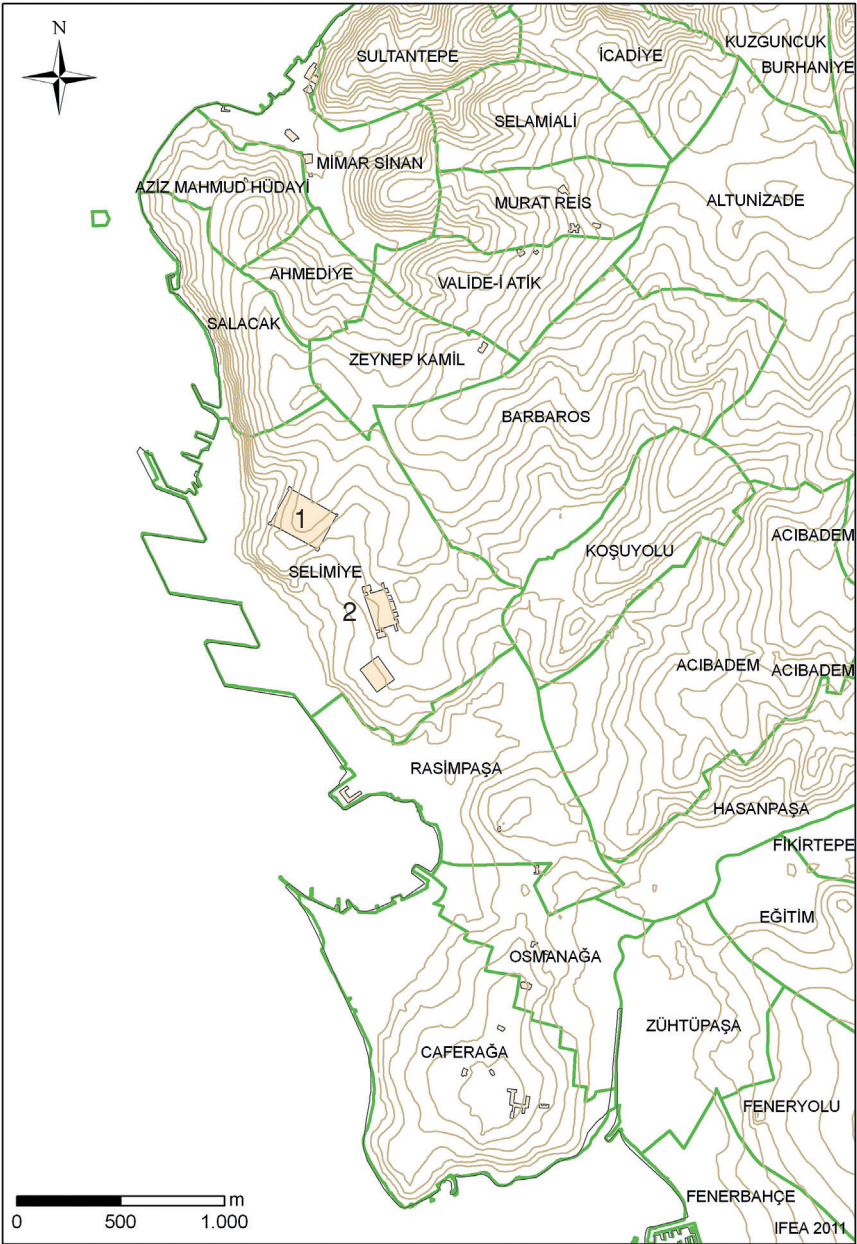 N
SULTANTEPE
İCADİYE
KUZGUNCUK
BURHANİYE
SELAMİALİ
MİMAR SİNAN
AZİZ MAHMUD HÜDAYİ
MURAT REİS
ALTUNİZADE
AHMEDİYE
VALİDE-İ ATİK
SALACAK
ZEYNEP KAMİL
BARBAROS
1
ACIBADEM
KOŞUYOLU
SELİMİYE
2
ACIBADEM
ACIBADEM
RASİMPAŞA
HASANPAŞA
FİKİRTEPE
EĞİTİM
OSMANAĞA
ZÜHTÜPAŞA
CAFERAĞA
FENERYOLU
FENERBAHÇE
m
0 500 1.000
IFEA 2011